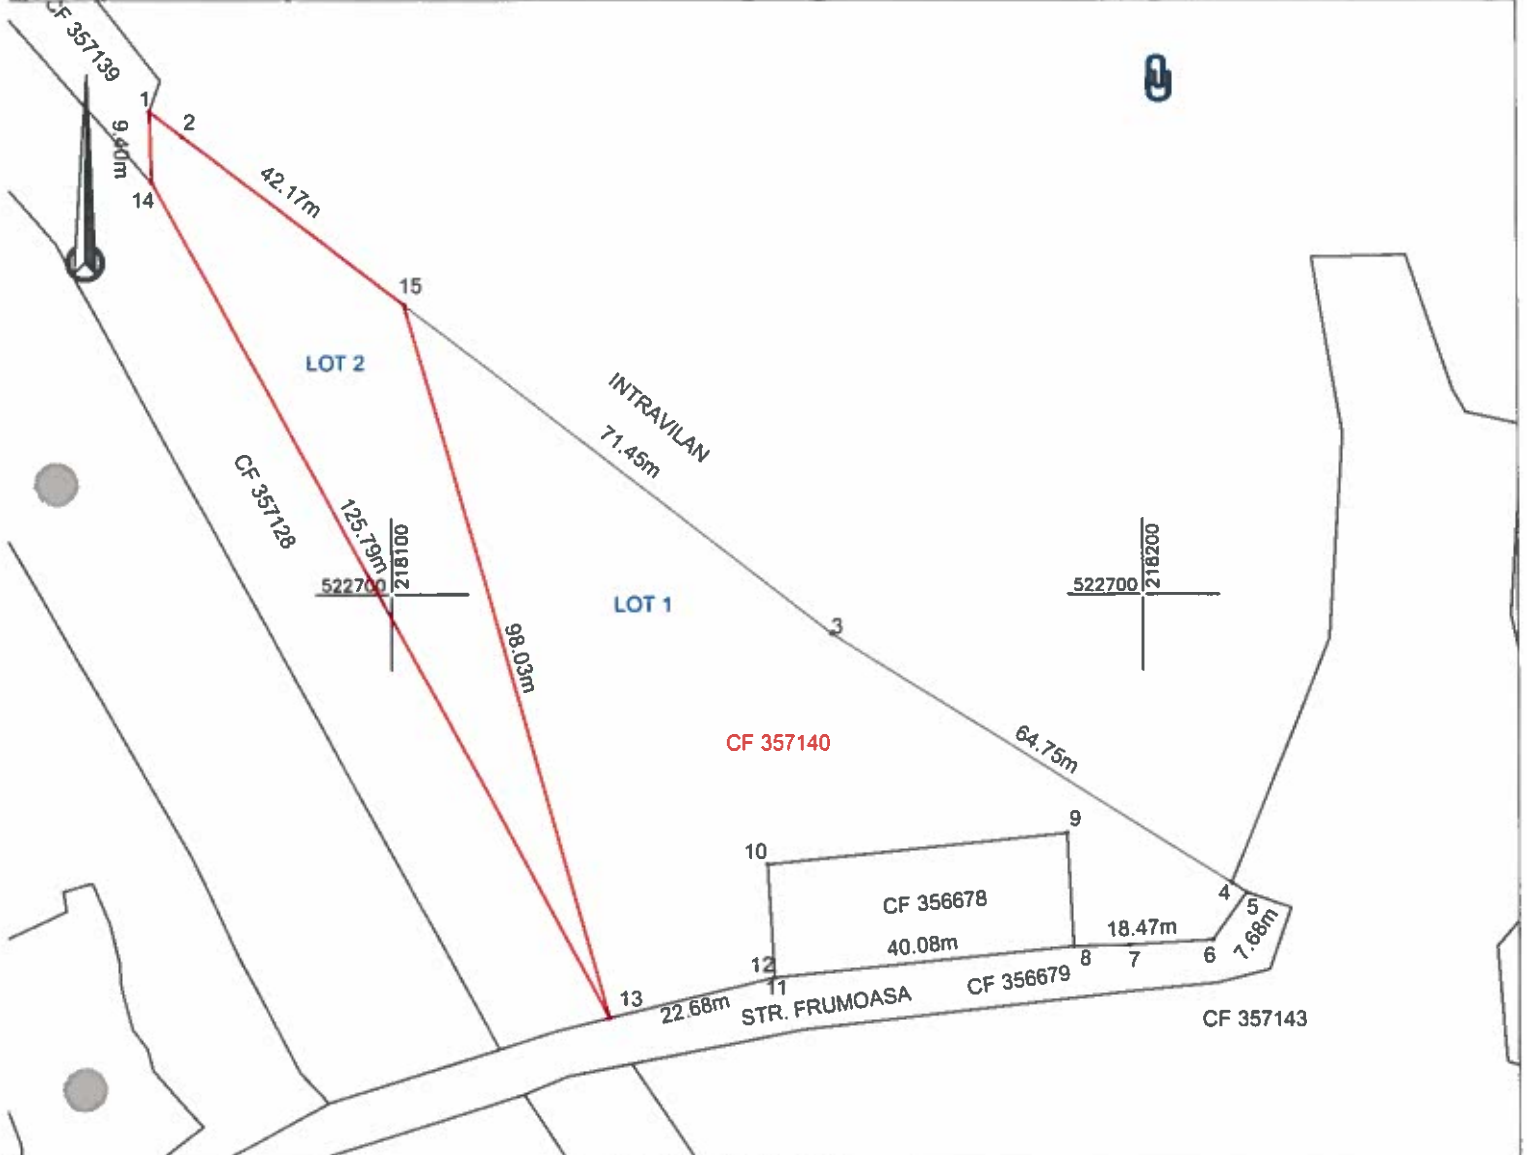 CF 357139
1
2
9.40m
42.17m
14
15
LOT 2
INTRAVILAN
71.45m
CF 357128
125.79m
218100
522700
218200
522700
LOT 1
3
98.03m
CF 357140
64.75m
9
10
CF 356678
4
5
18.47m
7.68m
40.08m
8
7
6
12
11
CF 356679
13
22.68m
STR. FRUMOASA
CF 357143